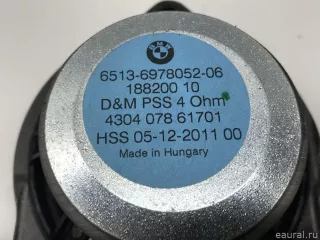 BMW
6513-6978052-06
188200 10
D&M PSS 4 Ohm
4304 078 61701
HSS 05-12-2011 00
Made in Hungary
eaural.ru